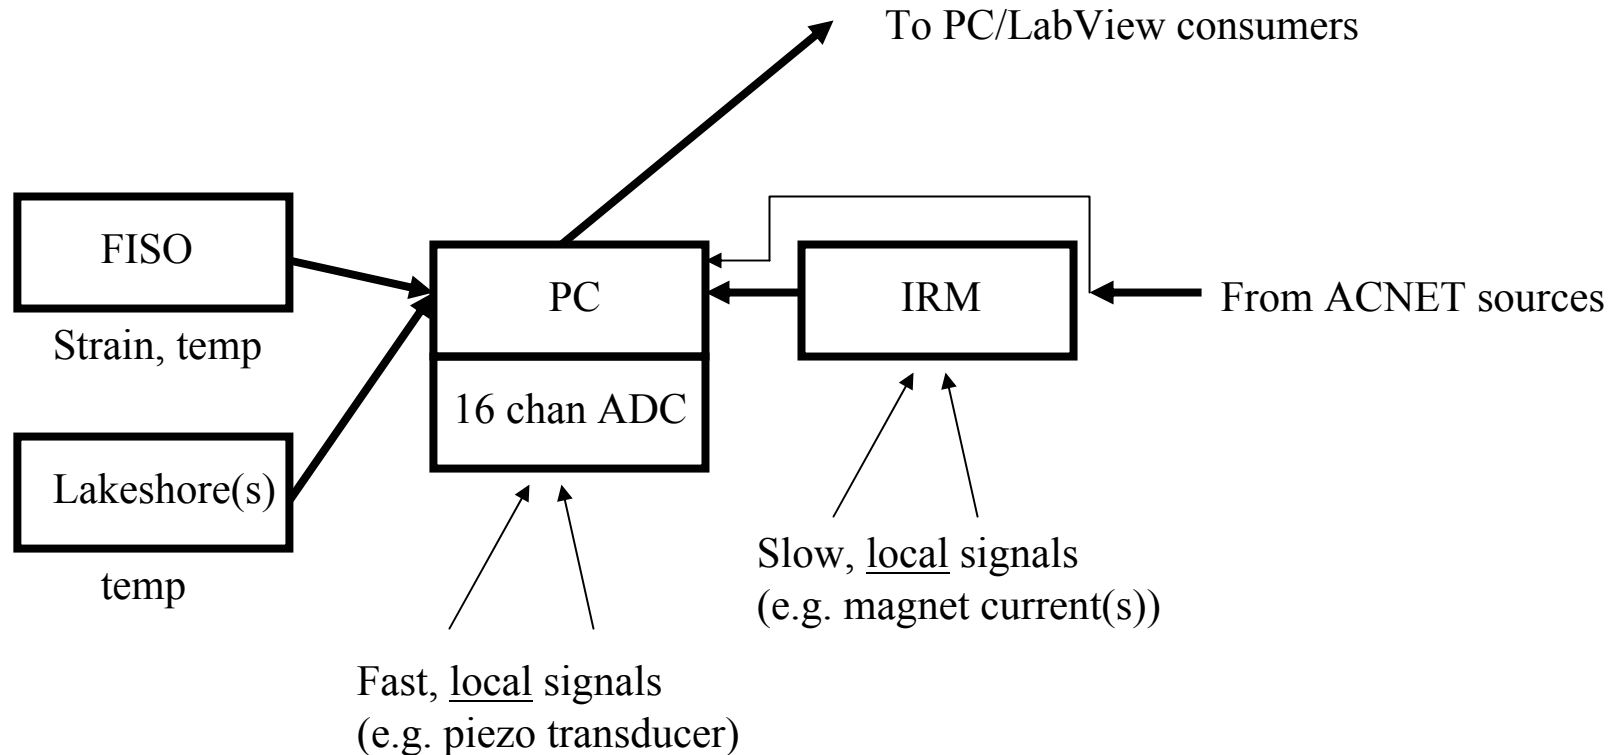 To PC/LabView consumers
FISO
Strain, temp
PC
IRM
From ACNET sources
16 chan ADC
Lakeshore(s)
temp
Slow, local signals
(e.g. magnet current(s))
Fast, local signals
(e.g. piezo transducer)